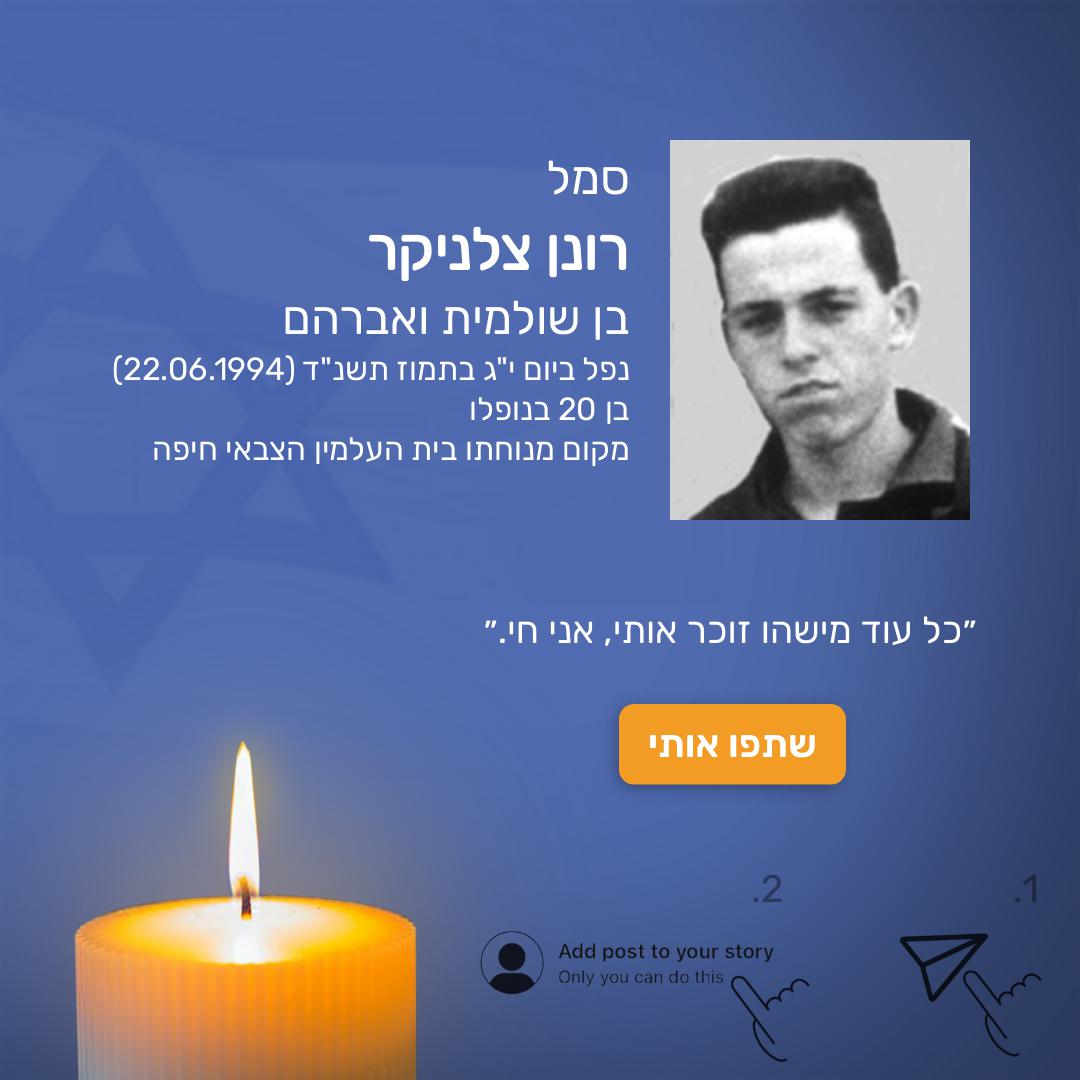 סמל
רונן צלניקר
בן שולמית ואברהם
נפל ביום י"ג בתמוז תשנ"ד (22.06.1994)
בן 20 בנופלו
מקום מנוחתו בית העלמין הצבאי חיפה
״כל עוד מישהו זוכר אותי, אני חי.״
שתפו אותי
1.
2.
Add post to your story
Only you can do this